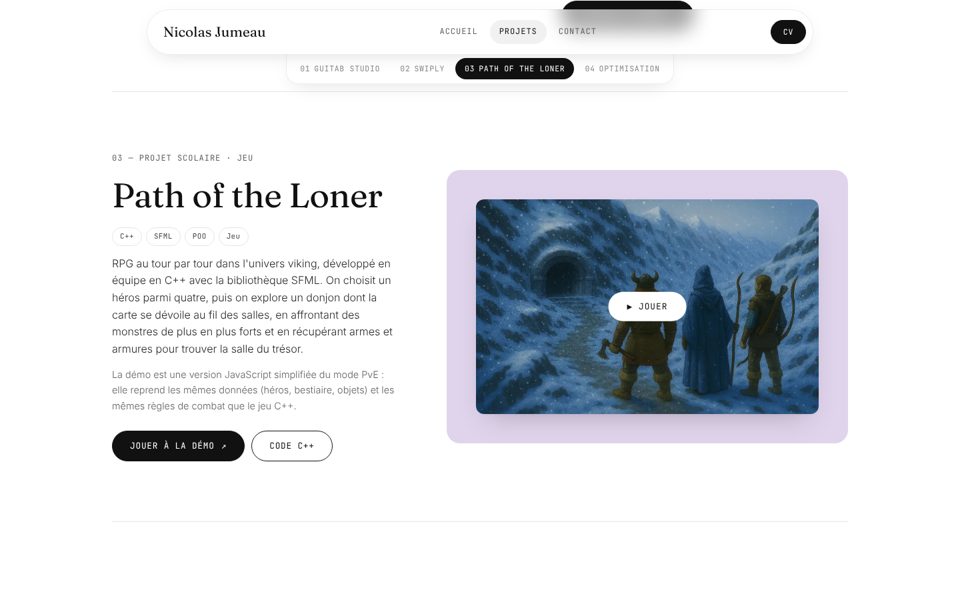 Nicolas Jumeau
ACCUEIL PROJETS CONTACT CV
01 GUITAB STUDIO 02 SWIPLY 03 PATH OF THE LONER 04 OPTIMISATION
03 — PROJET SCOLAIRE · JEU
Path of the Loner
C++ SFML POO Jeu
RPG au tour par tour dans l'univers viking, développé en
équipe en C++ avec la bibliothèque SFML. On choisit un
héros parmi quatre, puis on explore un donjon dont la
carte se dévoile au fil des salles, en affrontant des
monstres de plus en plus forts et en récupérant armes et
armures pour trouver la salle du trésor.
La démo est une version JavaScript simplifiée du mode PvE :
elle reprend les mêmes données (héros, bestiaire, objets) et les
mêmes règles de combat que le jeu C++.
JOUER À LA DÉMO ↗ CODE C++
▶ JOUER